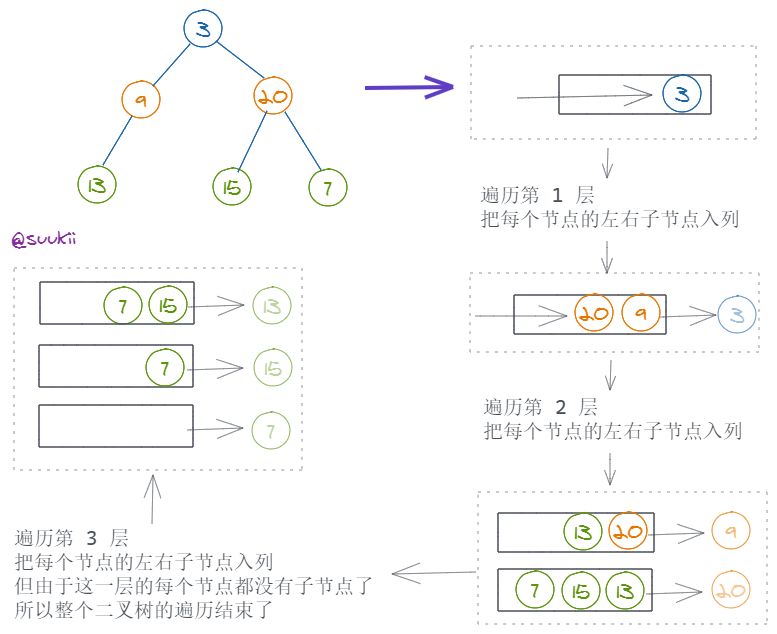 3
9
20
13
15
7
@suukii
3
遍历第 1 层
把每个节点的左右子节点入列
20
9
3
遍历第 2 层
把每个节点的左右子节点入列
13
20
9
7
15
13
20
遍历第 3 层
把每个节点的左右子节点入列
但由于这一层的每个节点都没有子节点了
所以整个二叉树的遍历结束了
7
15
13
7
15
7